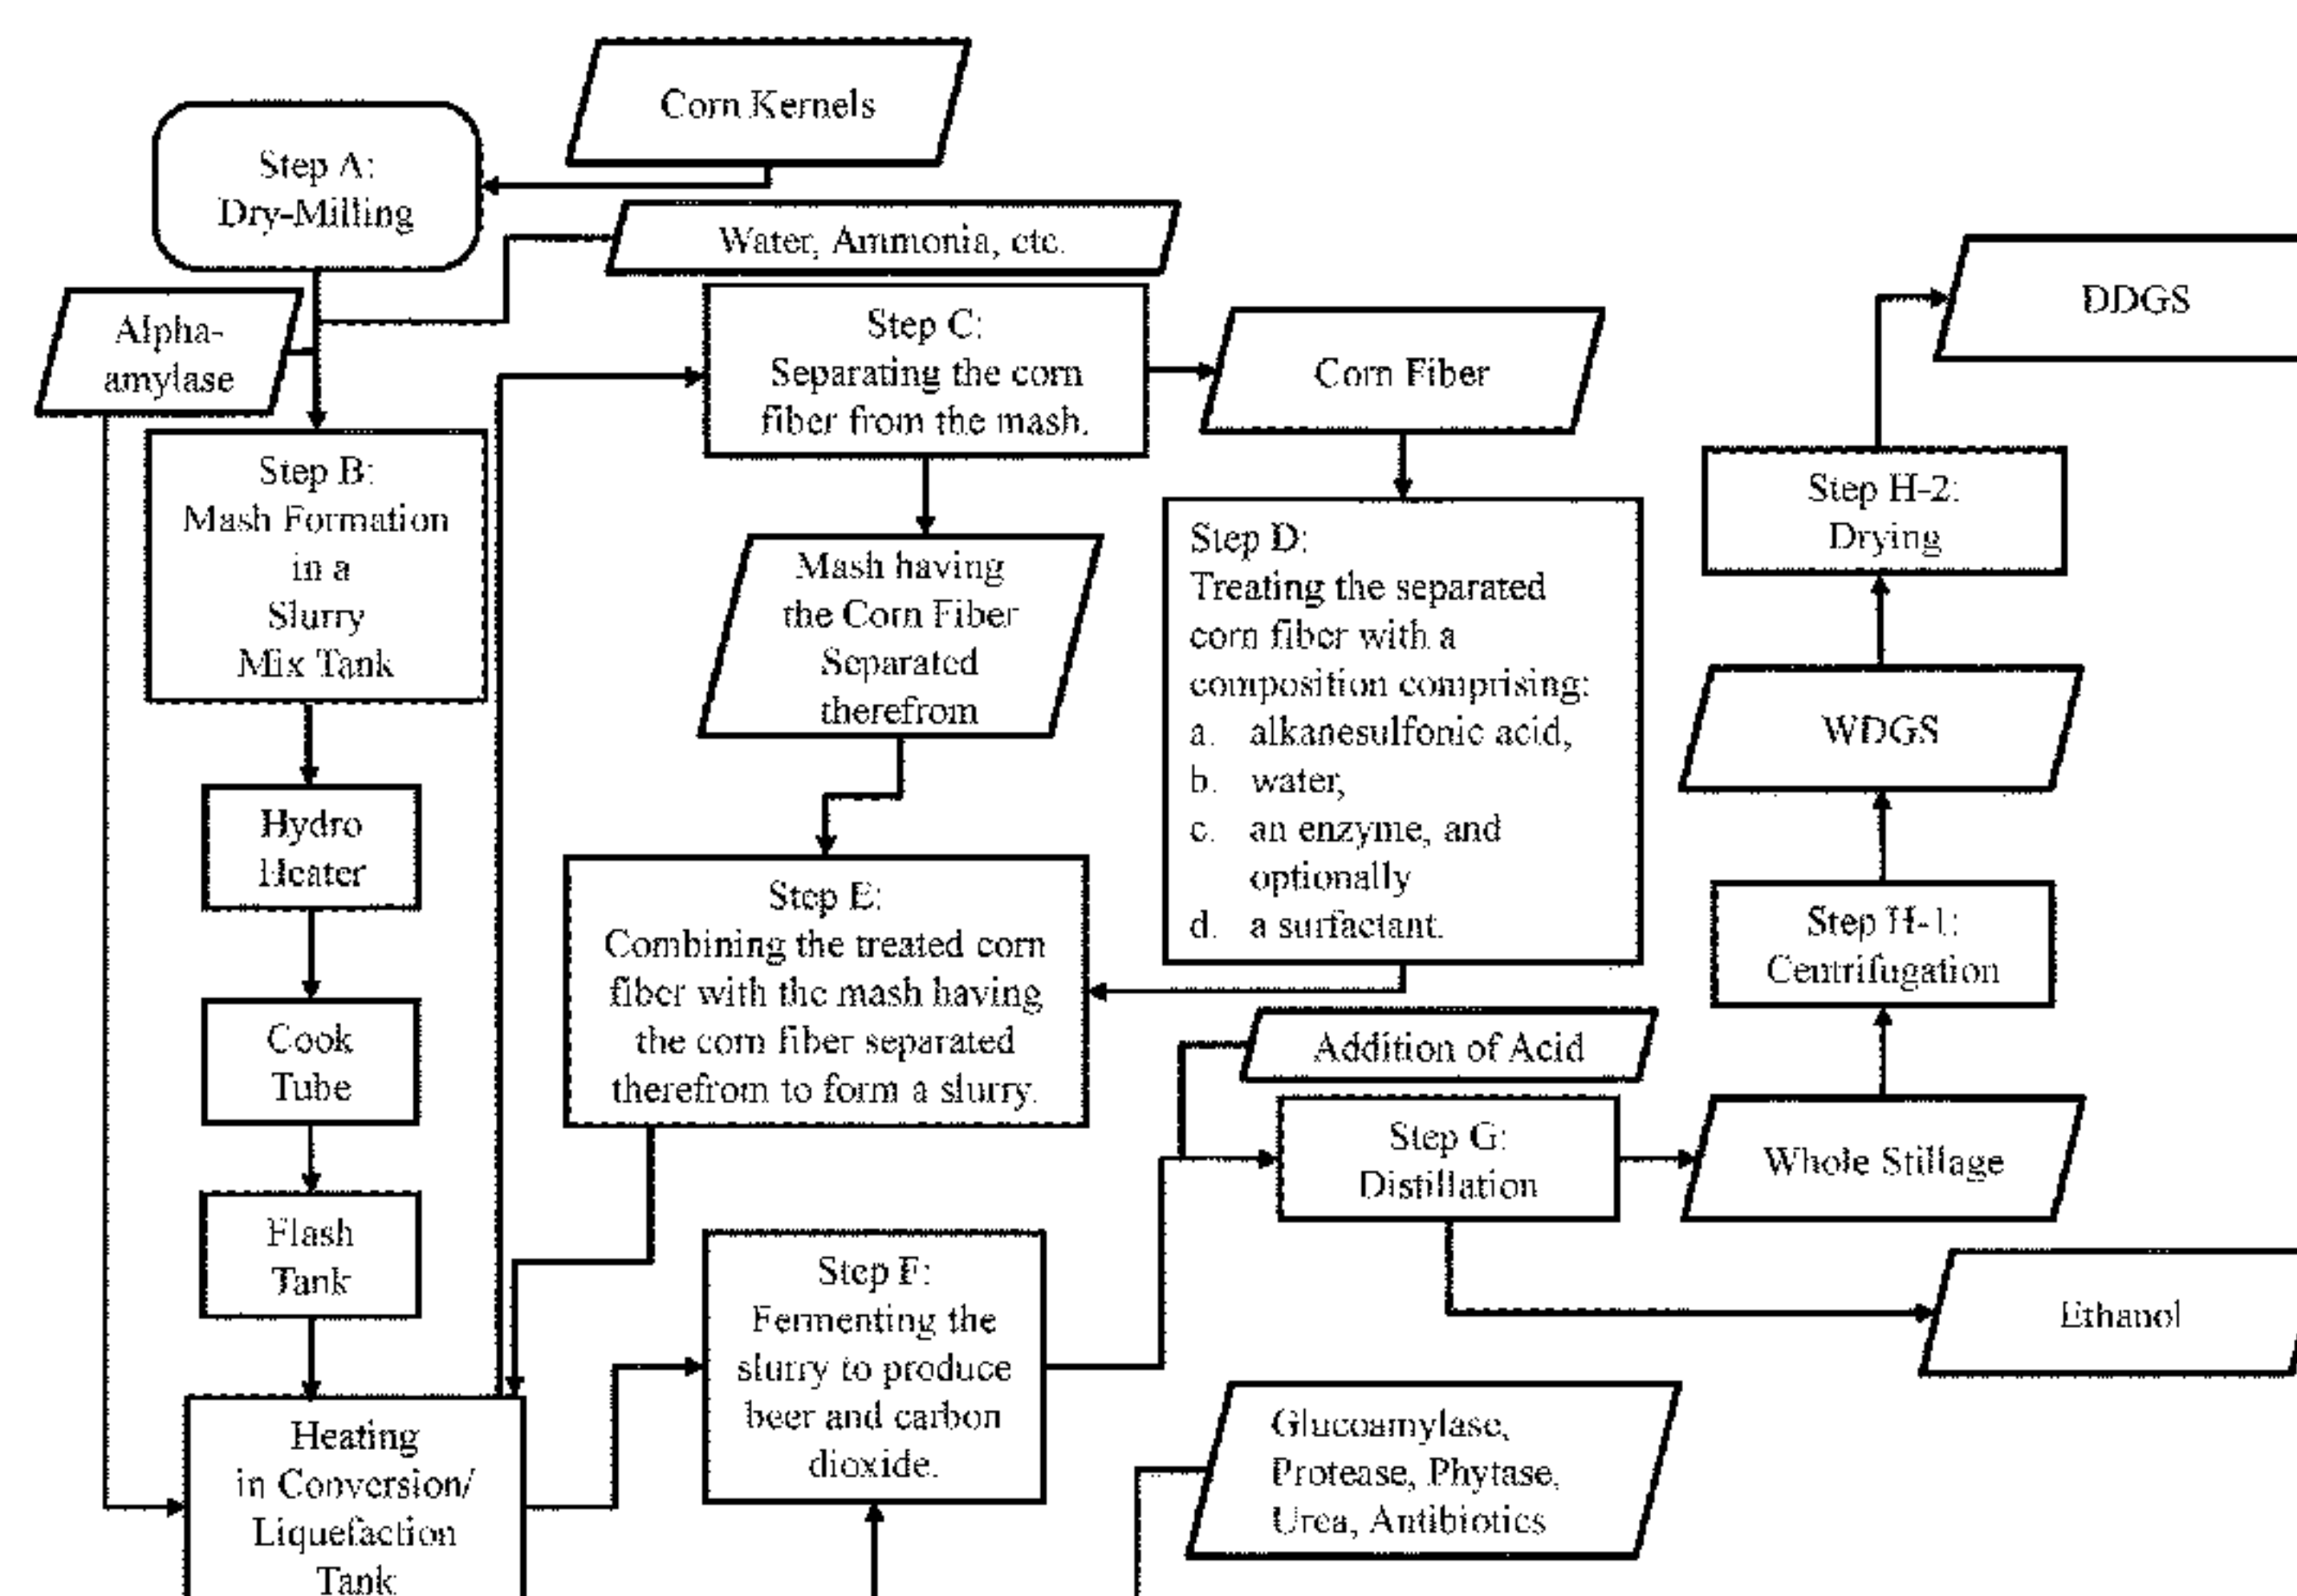 Corn Kernels
Step A:
Dry-Milling
Water, Ammonia, etc.
Alpha-
amylase
Step B:
Mash Formation
in a
Slurry
Mix Tank
Hydro
Heater
Cook
Tube
Flash
Tank
Heating
in Conversion/
Liquefaction
Tank
Step C:
Separating the corn
fiber from the mash.
Corn Fiber
Mash having
the Corn Fiber
Separated
therefrom
Step D:
Treating the separated
corn fiber with a
composition comprising:
a. alkanesulfonic acid,
b. water,
c. an enzyme, and
optionally
d. a surfactant.
Step E:
Combining the treated corn
fiber with the mash having
the corn fiber separated
therefrom to form a slurry.
Step F:
Fermenting the
slurry to produce
beer and carbon
dioxide.
Glucoamylase,
Protease, Phytase,
Urea, Antibiotics
Addition of Acid
Step G:
Distillation
Ethanol
Whole Stillage
Step H-1:
Centrifugation
WDGS
Step H-2:
Drying
DDGS